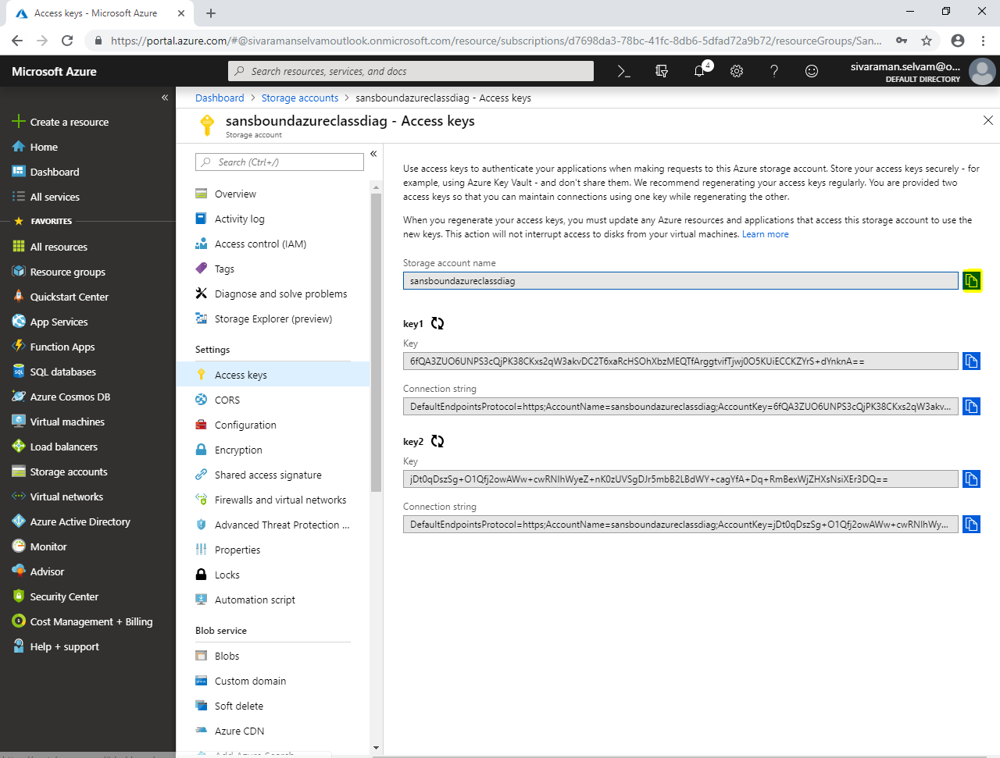 Access keys - Microsoft Azure
https://portal.azure.com/#@sivaramanselvamoutlook.onmicrosoft.com/resource/subscriptions/d7698da3-78bc-41fc-8db6-5dfad72a9b72/resourceGroups/San...
Microsoft Azure
Search resources, services, and docs
4
sivaraman.selvam@o...
DEFAULT DIRECTORY
Create a resource
Home
Dashboard
All services
FAVORITES
All resources
Resource groups
Quickstart Center
App Services
Function Apps
SQL databases
Azure Cosmos DB
Virtual machines
Load balancers
Storage accounts
Virtual networks
Azure Active Directory
Monitor
Advisor
Security Center
Cost Management + Billing
Help + support
Dashboard > Storage accounts > sansboundazureclassdiag - Access keys
sansboundazureclassdiag - Access keys
Storage account
Search (Ctrl+/)
Overview
Activity log
Access control (IAM)
Tags
Diagnose and solve problems
Storage Explorer (preview)
Settings
Access keys
CORS
Configuration
Encryption
Shared access signature
Firewalls and virtual networks
Advanced Threat Protection ...
Properties
Locks
Automation script
Blob service
Blobs
Custom domain
Soft delete
Azure CDN
Add Azure Search
Use access keys to authenticate your applications when making requests to this Azure storage account. Store your access keys securely - for
example, using Azure Key Vault - and don't share them. We recommend regenerating your access keys regularly. You are provided two
access keys so that you can maintain connections using one key while regenerating the other.
When you regenerate your access keys, you must update any Azure resources and applications that access this storage account to use the
new keys. This action will not interrupt access to disks from your virtual machines. Learn more
Storage account name
sansboundazureclassdiag
key1
Key
6fQA3ZUO6UNPS3cQjPK38CKxs2qW3akvDC2T6xaRcHSOhXbzMEQTfArggtvifTjwj0O5KUiECCKZYrS+dYnknA==
Connection string
DefaultEndpointsProtocol=https;AccountName=sansboundazureclassdiag;AccountKey=6fQA3ZUO6UNPS3cQjPK38CKxs2qW3akv...
key2
Key
jDt0qDszSg+O1Qfj2owAWw+cwRNIhWyeZ+nK0zUVSgDJr5mbB2LBdWY+cagYfA+Dq+RmBexWjZHXsNsiXEr3DQ==
Connection string
DefaultEndpointsProtocol=https;AccountName=sansboundazureclassdiag;AccountKey=jDt0qDszSg+O1Qfj2owAWw+cwRNIhWy...